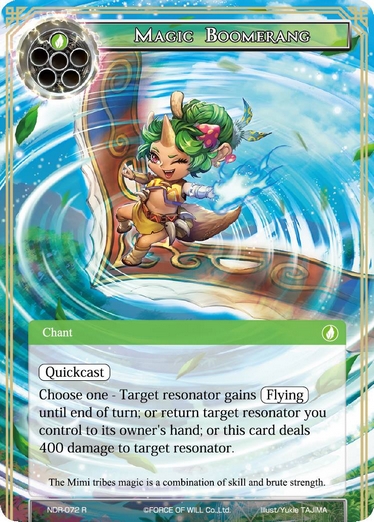 Magic Boomerang
Chant
Quickcast
Choose one - Target resonator gains Flying
until end of turn; or return target resonator you
control to its owner's hand; or this card deals
400 damage to target resonator.
The Mimi tribes magic is a combination of skill and brute strength.
NDR-072 R ©FORCE OF WILL Co.,Ltd. Illust/Yukie TAJIMA